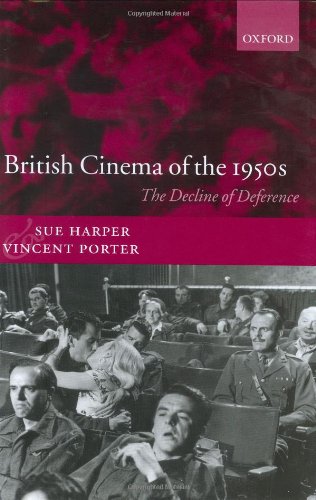 OXFORD
British Cinema of the 1950s
The Decline of Deference
SUE HARPER
& VINCENT PORTER